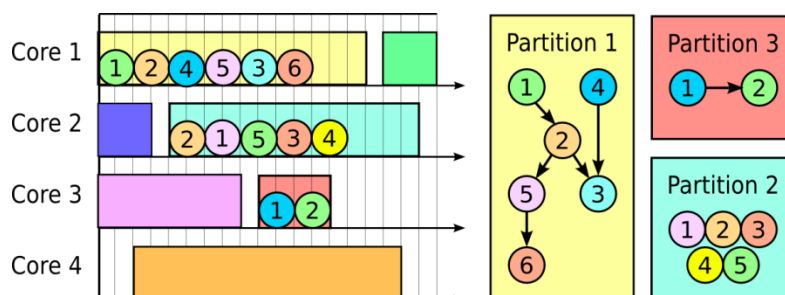 Core 1
1 2 4 5 3 6
Core 2
2 1 5 3 4
Core 3
1 2
Core 4
Partition 1
1 4
2
5 3
6
Partition 3
1 2
Partition 2
1 2 3
4 5